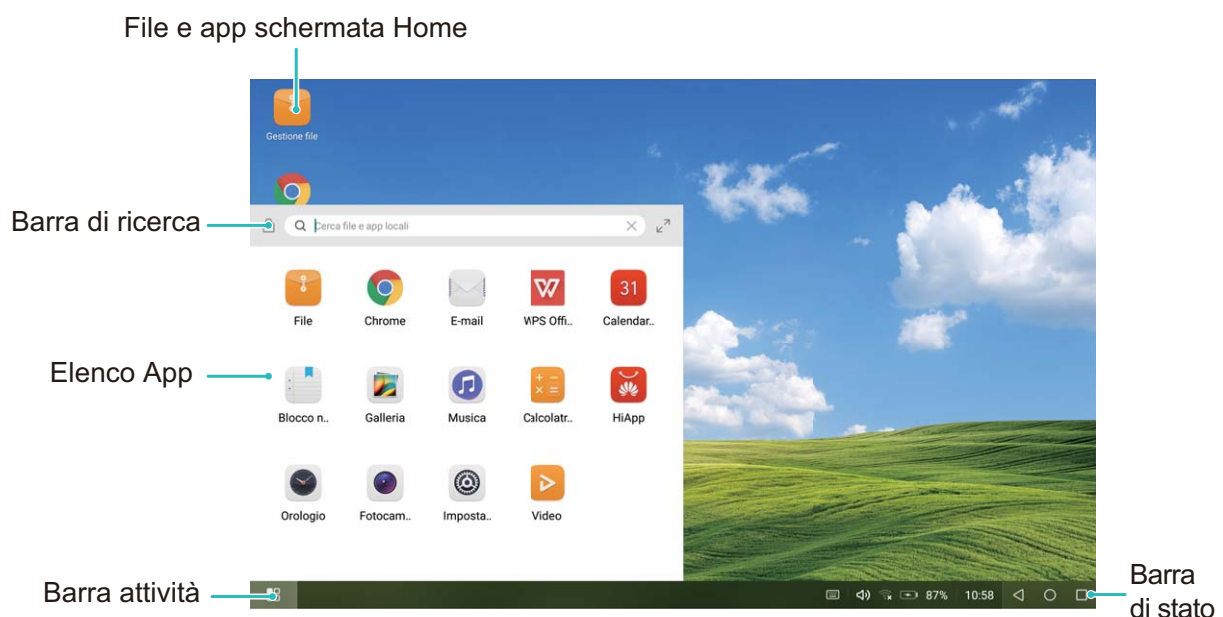 File e app schermata Home
Gestione file
Barra di ricerca
Cerca file e app locali
31
File
Chrome
E-mail
WPS Offi..
Calendar..
Elenco App
Blocco n..
Galleria
Musica
Calcolatr..
HiApp
Orologio
Fotocam..
Imposta..
Video
Barra attività
87%
10:58
Barra
di stato